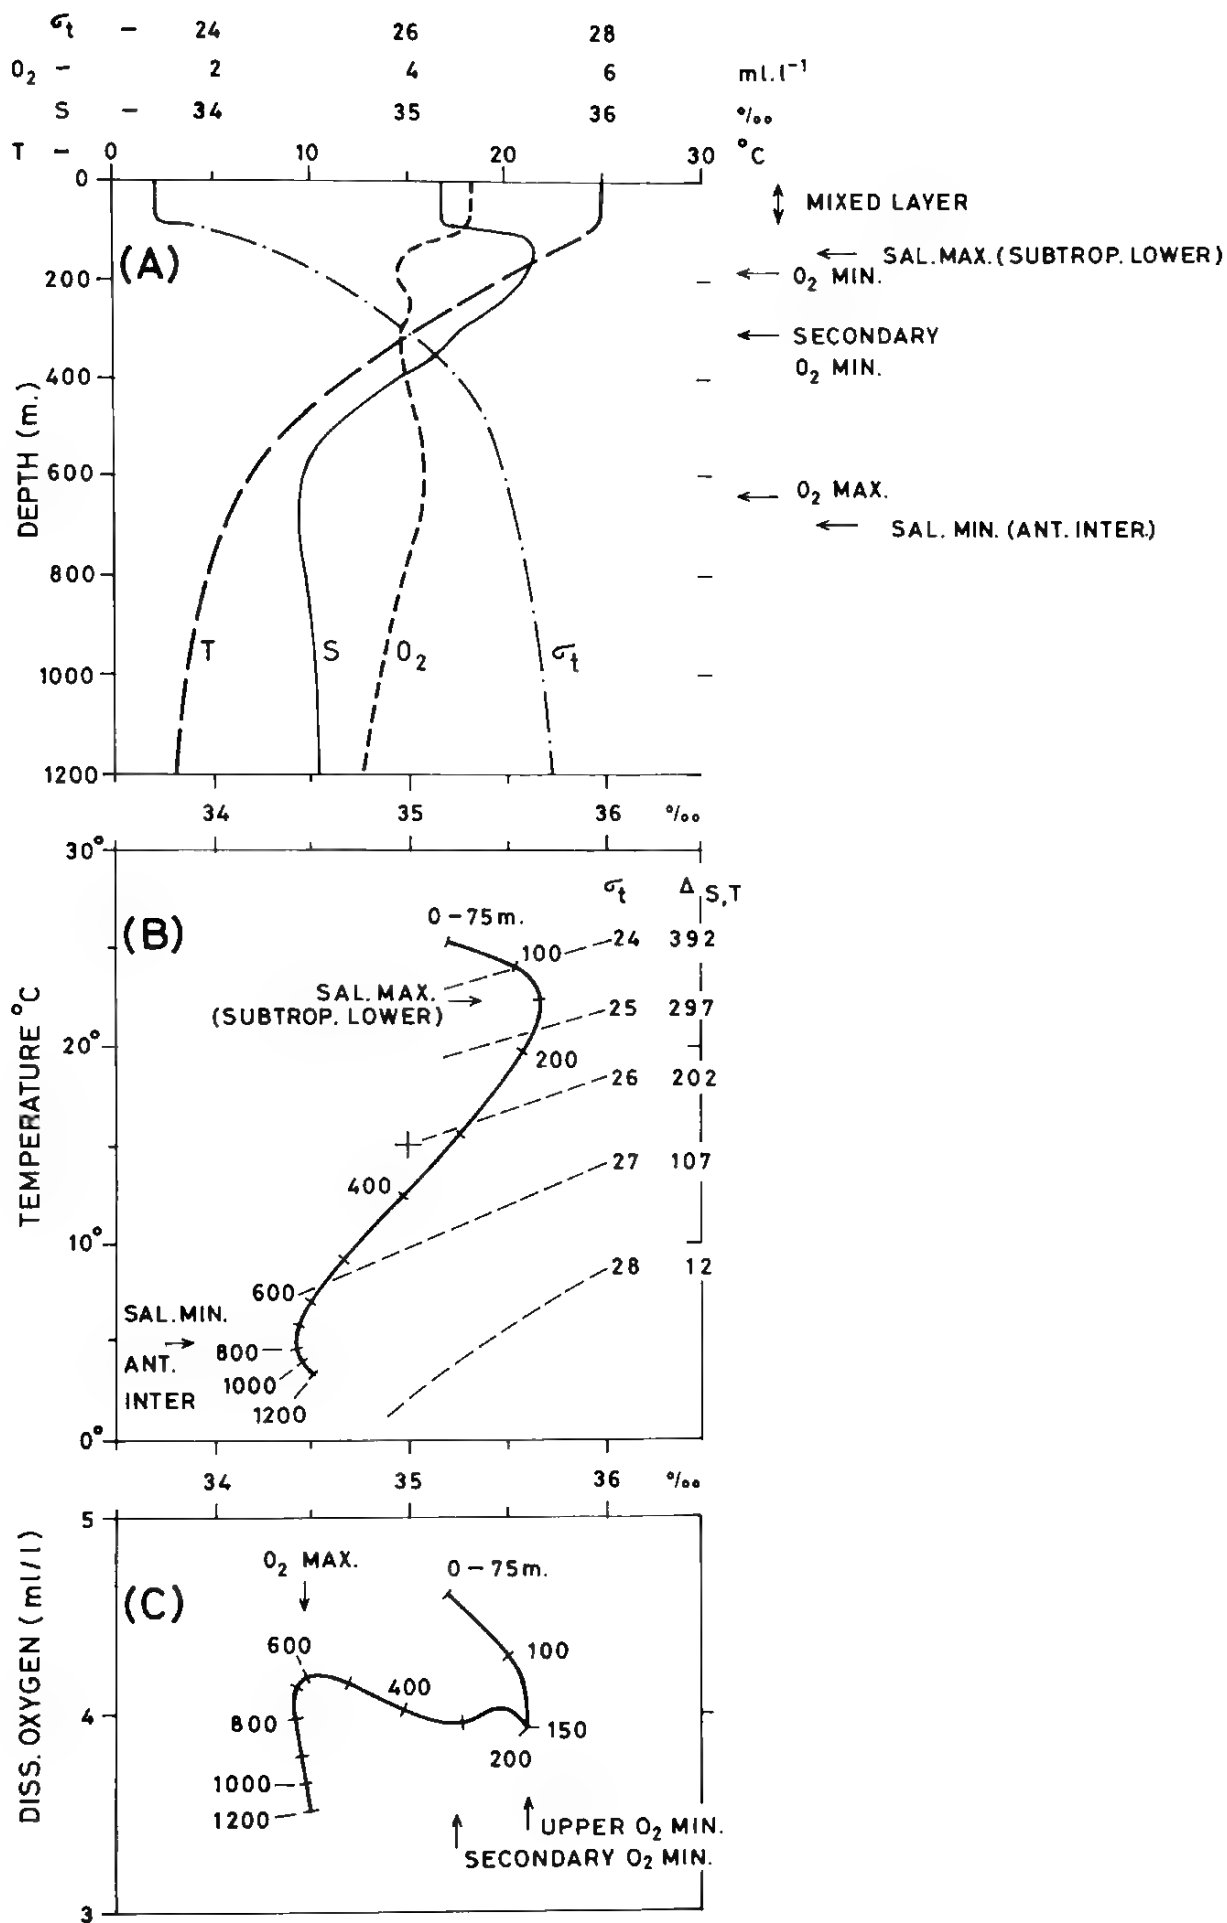 σt – 24 26 28
O₂ – 2 4 6 ml.l⁻¹
S – 34 35 36 °/₀₀
T – 0 10 20 30 °C
0
MIXED LAYER
(A)
SAL. MAX. (SUBTROP. LOWER)
200
O₂ MIN.
SECONDARY
O₂ MIN.
400
DEPTH (m.)
600
O₂ MAX.
SAL. MIN. (ANT. INTER.)
800
T S O₂ σt
1000
1200
34 35 36 °/₀₀
30°
σt Δ S,T
(B)
0–75m.
100 24 392
SAL. MAX.
(SUBTROP. LOWER)
25 297
20°
200
26 202
TEMPERATURE °C
400
27 107
10°
28 12
600
SAL. MIN.
800
ANT.
1000
INTER
1200
0°
34 35 36 °/₀₀
5
O₂ MAX.
0–75m.
(C)
600
100
400
DISS. OXYGEN (ml/l)
4
800
150
200
1000
1200
UPPER O₂ MIN.
SECONDARY O₂ MIN.
3